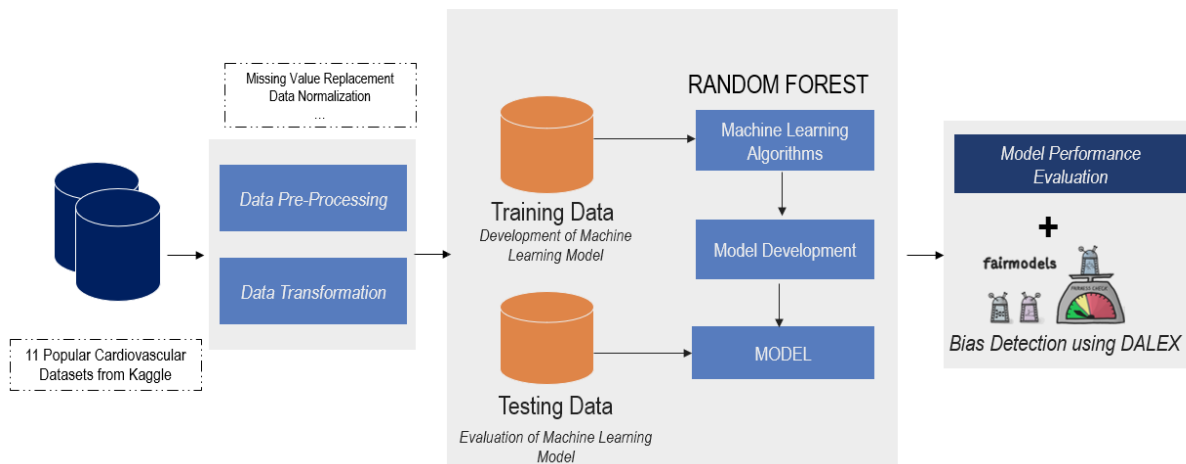 11 Popular Cardiovascular
Datasets from Kaggle
Missing Value Replacement
Data Normalization
...
Data Pre-Processing
Data Transformation
Training Data
Development of Machine
Learning Model
Testing Data
Evaluation of Machine Learning
Model
RANDOM FOREST
Machine Learning
Algorithms
Model Development
MODEL
Model Performance
Evaluation
+
fairmodels
FAIRNESS CHECK
Bias Detection using DALEX